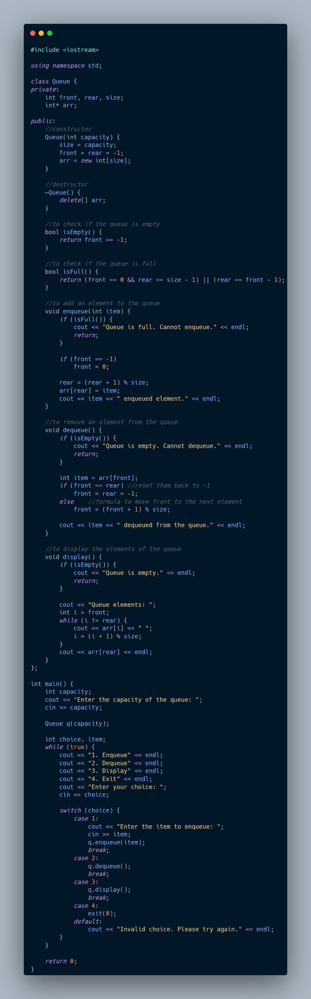 #include <iostream>

using namespace std;

class Queue {
private:
    int front, rear, size;
    int* arr;

public:
    //constructor
    Queue(int capacity) {
        size = capacity;
        front = rear = -1;
        arr = new int[size];
    }

    //destructor
    ~Queue() {
        delete[] arr;
    }

    //to check if the queue is empty
    bool isEmpty() {
        return front == -1;
    }

    //to check if the queue is full
    bool isFull() {
        return (front == 0 && rear == size - 1) || (rear == front - 1);
    }

    //to add an element to the queue
    void enqueue(int item) {
        if (isFull()) {
            cout << "Queue is full. Cannot enqueue." << endl;
            return;
        }

        if (front == -1)
            front = 0;

        rear = (rear + 1) % size;
        arr[rear] = item;
        cout << item << " enqueued element." << endl;
    }

    //to remove an element from the queue
    void dequeue() {
        if (isEmpty()) {
            cout << "Queue is empty. Cannot dequeue." << endl;
            return;
        }

        int item = arr[front];
        if (front == rear) //reset them back to -1
            front = rear = -1;
        else    //formula to move front to the next element
            front = (front + 1) % size;

        cout << item << " dequeued from the queue." << endl;
    }

    //to display the elements of the queue
    void display() {
        if (isEmpty()) {
            cout << "Queue is empty." << endl;
            return;
        }

        cout << "Queue elements: ";
        int i = front;
        while (i != rear) {
            cout << arr[i] << " ";
            i = (i + 1) % size;
        }
        cout << arr[rear] << endl;
    }
};

int main() {
    int capacity;
    cout << "Enter the capacity of the queue: ";
    cin >> capacity;

    Queue q(capacity);

    int choice, item;
    while (true) {
        cout << "1. Enqueue" << endl;
        cout << "2. Dequeue" << endl;
        cout << "3. Display" << endl;
        cout << "4. Exit" << endl;
        cout << "Enter your choice: ";
        cin >> choice;

        switch (choice) {
            case 1:
                cout << "Enter the item to enqueue: ";
                cin >> item;
                q.enqueue(item);
                break;
            case 2:
                q.dequeue();
                break;
            case 3:
                q.display();
                break;
            case 4:
                exit(0);
            default:
                cout << "Invalid choice. Please try again." << endl;
        }
    }

    return 0;
}